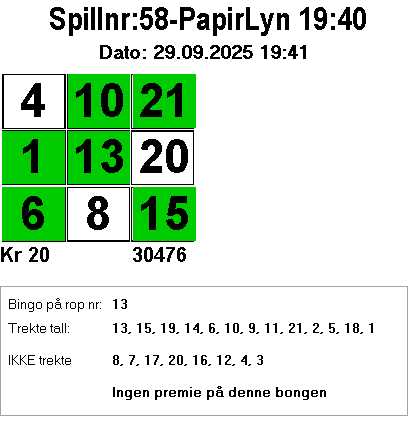 Spillnr:58-PapirLyn 19:40
Dato: 29.09.2025 19:41
4 10 21
1 13 20
6 8 15
Kr 20 30476
Bingo på rop nr: 13
Trekte tall: 13, 15, 19, 14, 6, 10, 9, 11, 21, 2, 5, 18, 1
IKKE trekte 8, 7, 17, 20, 16, 12, 4, 3
Ingen premie på denne bongen